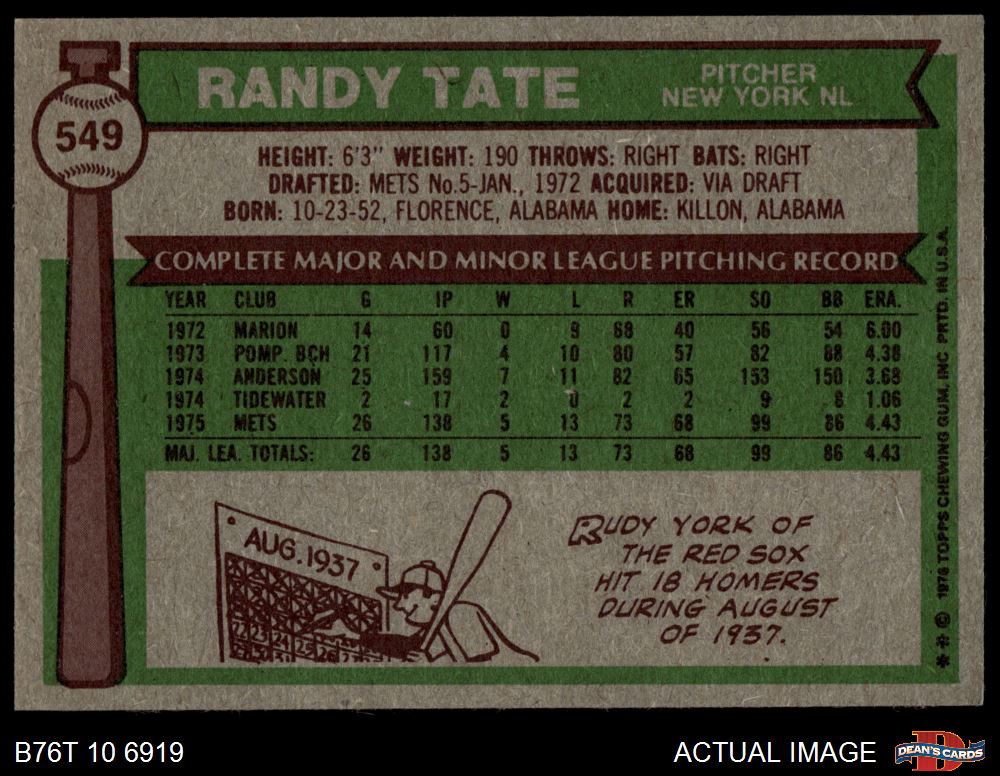 549
RANDY TATE
PITCHER
NEW YORK NL
HEIGHT: 6'3" WEIGHT: 190 THROWS: RIGHT BATS: RIGHT
DRAFTED: METS No.5-JAN., 1972 ACQUIRED: VIA DRAFT
BORN: 10-23-52, FLORENCE, ALABAMA HOME: KILLON, ALABAMA
COMPLETE MAJOR AND MINOR LEAGUE PITCHING RECORD
YEAR CLUB G IP W L R ER SO BB ERA.
1972 MARION 14 60 0 9 68 40 56 54 6.00
1973 POMP. BCH 21 117 4 10 80 57 82 88 4.38
1974 ANDERSON 25 159 7 11 82 65 153 150 3.68
1974 TIDEWATER 2 17 2 0 2 2 9 8 1.06
1975 METS 26 138 5 13 73 68 99 86 4.43
MAJ. LEA. TOTALS: 26 138 5 13 73 68 99 86 4.43
AUG. 1937
22 23 24 25
RUDY YORK OF
THE RED SOX
HIT 18 HOMERS
DURING AUGUST
OF 1937.
** © 1976 TOPPS CHEWING GUM, INC. PRTD. IN U.S.A.
B76T 10 6919
ACTUAL IMAGE
DEAN'S CARDS